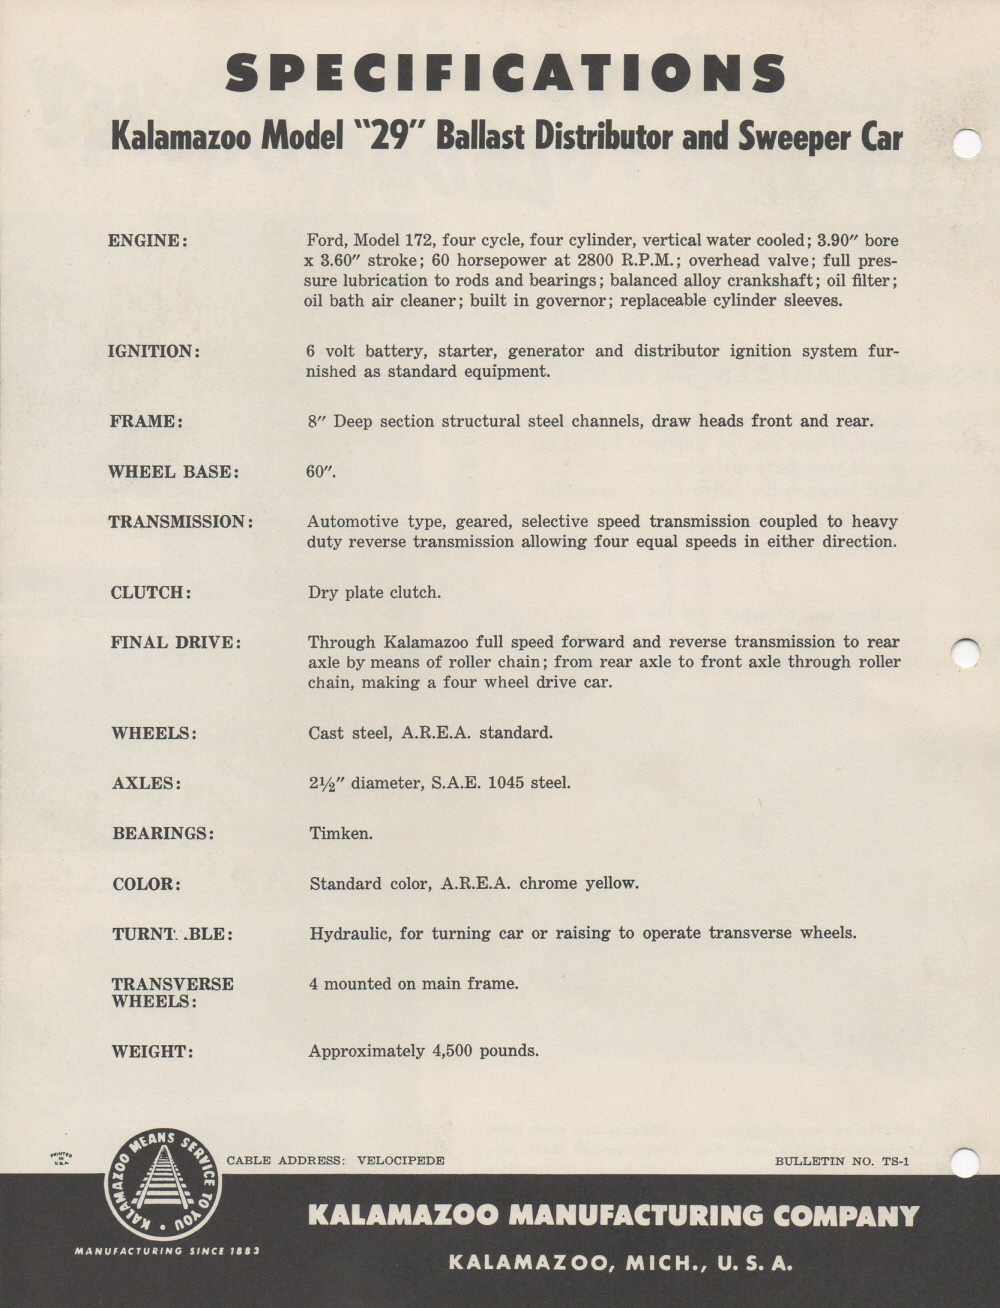 SPECIFICATIONS
Kalamazoo Model "29" Ballast Distributor and Sweeper Car
ENGINE: Ford, Model 172, four cycle, four cylinder, vertical water cooled; 3.90″ bore
x 3.60″ stroke; 60 horsepower at 2800 R.P.M.; overhead valve; full pres-
sure lubrication to rods and bearings; balanced alloy crankshaft; oil filter;
oil bath air cleaner; built in governor; replaceable cylinder sleeves.
IGNITION: 6 volt battery, starter, generator and distributor ignition system fur-
nished as standard equipment.
FRAME: 8″ Deep section structural steel channels, draw heads front and rear.
WHEEL BASE: 60″.
TRANSMISSION: Automotive type, geared, selective speed transmission coupled to heavy
duty reverse transmission allowing four equal speeds in either direction.
CLUTCH: Dry plate clutch.
FINAL DRIVE: Through Kalamazoo full speed forward and reverse transmission to rear
axle by means of roller chain; from rear axle to front axle through roller
chain, making a four wheel drive car.
WHEELS: Cast steel, A.R.E.A. standard.
AXLES: 2½″ diameter, S.A.E. 1045 steel.
BEARINGS: Timken.
COLOR: Standard color, A.R.E.A. chrome yellow.
TURNTABLE: Hydraulic, for turning car or raising to operate transverse wheels.
TRANSVERSE
WHEELS: 4 mounted on main frame.
WEIGHT: Approximately 4,500 pounds.
PRINTED
IN
U.S.A.
KALAMAZOO MEANS SERVICE TO YOU •
CABLE ADDRESS: VELOCIPEDE
BULLETIN NO. TS-1
MANUFACTURING SINCE 1883
KALAMAZOO MANUFACTURING COMPANY
KALAMAZOO, MICH., U. S. A.